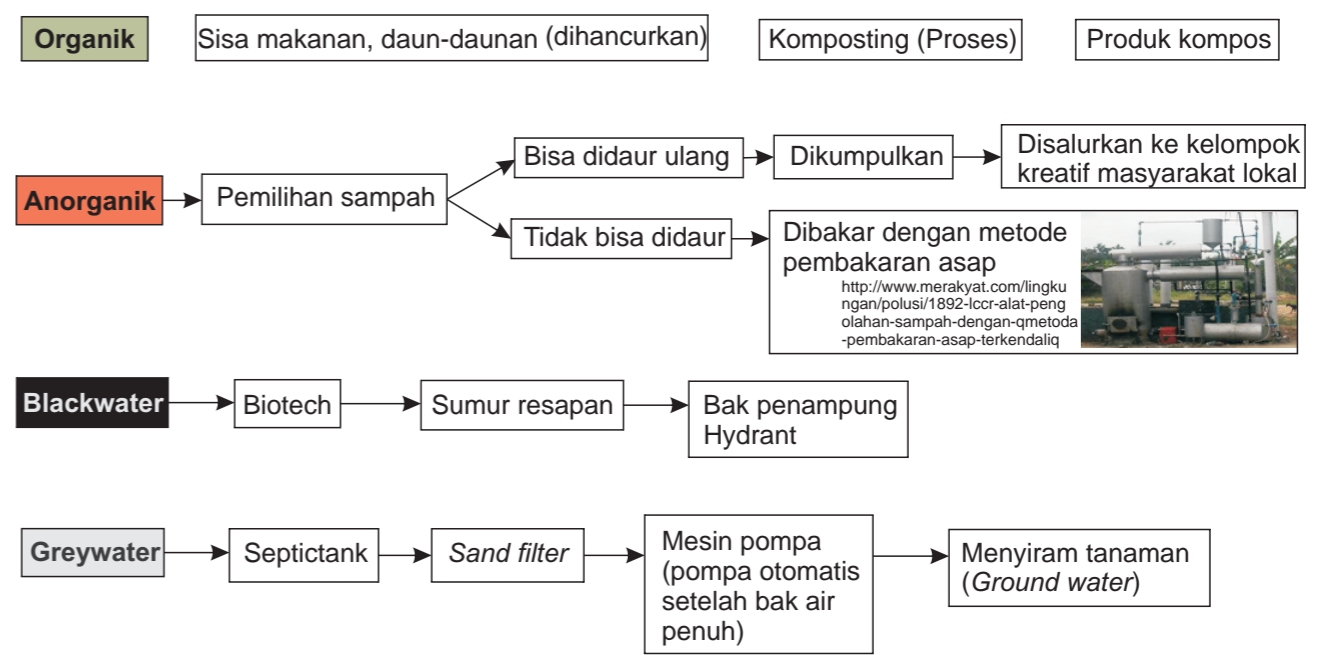 Organik
Sisa makanan, daun-daunan (dihancurkan)
Komposting (Proses)
Produk kompos
Anorganik
Pemilihan sampah
Bisa didaur ulang
Dikumpulkan
Disalurkan ke kelompok
kreatif masyarakat lokal
Tidak bisa didaur
Dibakar dengan metode
pembakaran asap
http://www.merakyat.com/lingku
ngan/polusi/1892-lccr-alat-peng
olahan-sampah-dengan-qmetoda
-pembakaran-asap-terkendaliq
Blackwater
Biotech
Sumur resapan
Bak penampung
Hydrant
Greywater
Septictank
Sand filter
Mesin pompa
(pompa otomatis
setelah bak air
penuh)
Menyiram tanaman
(Ground water)